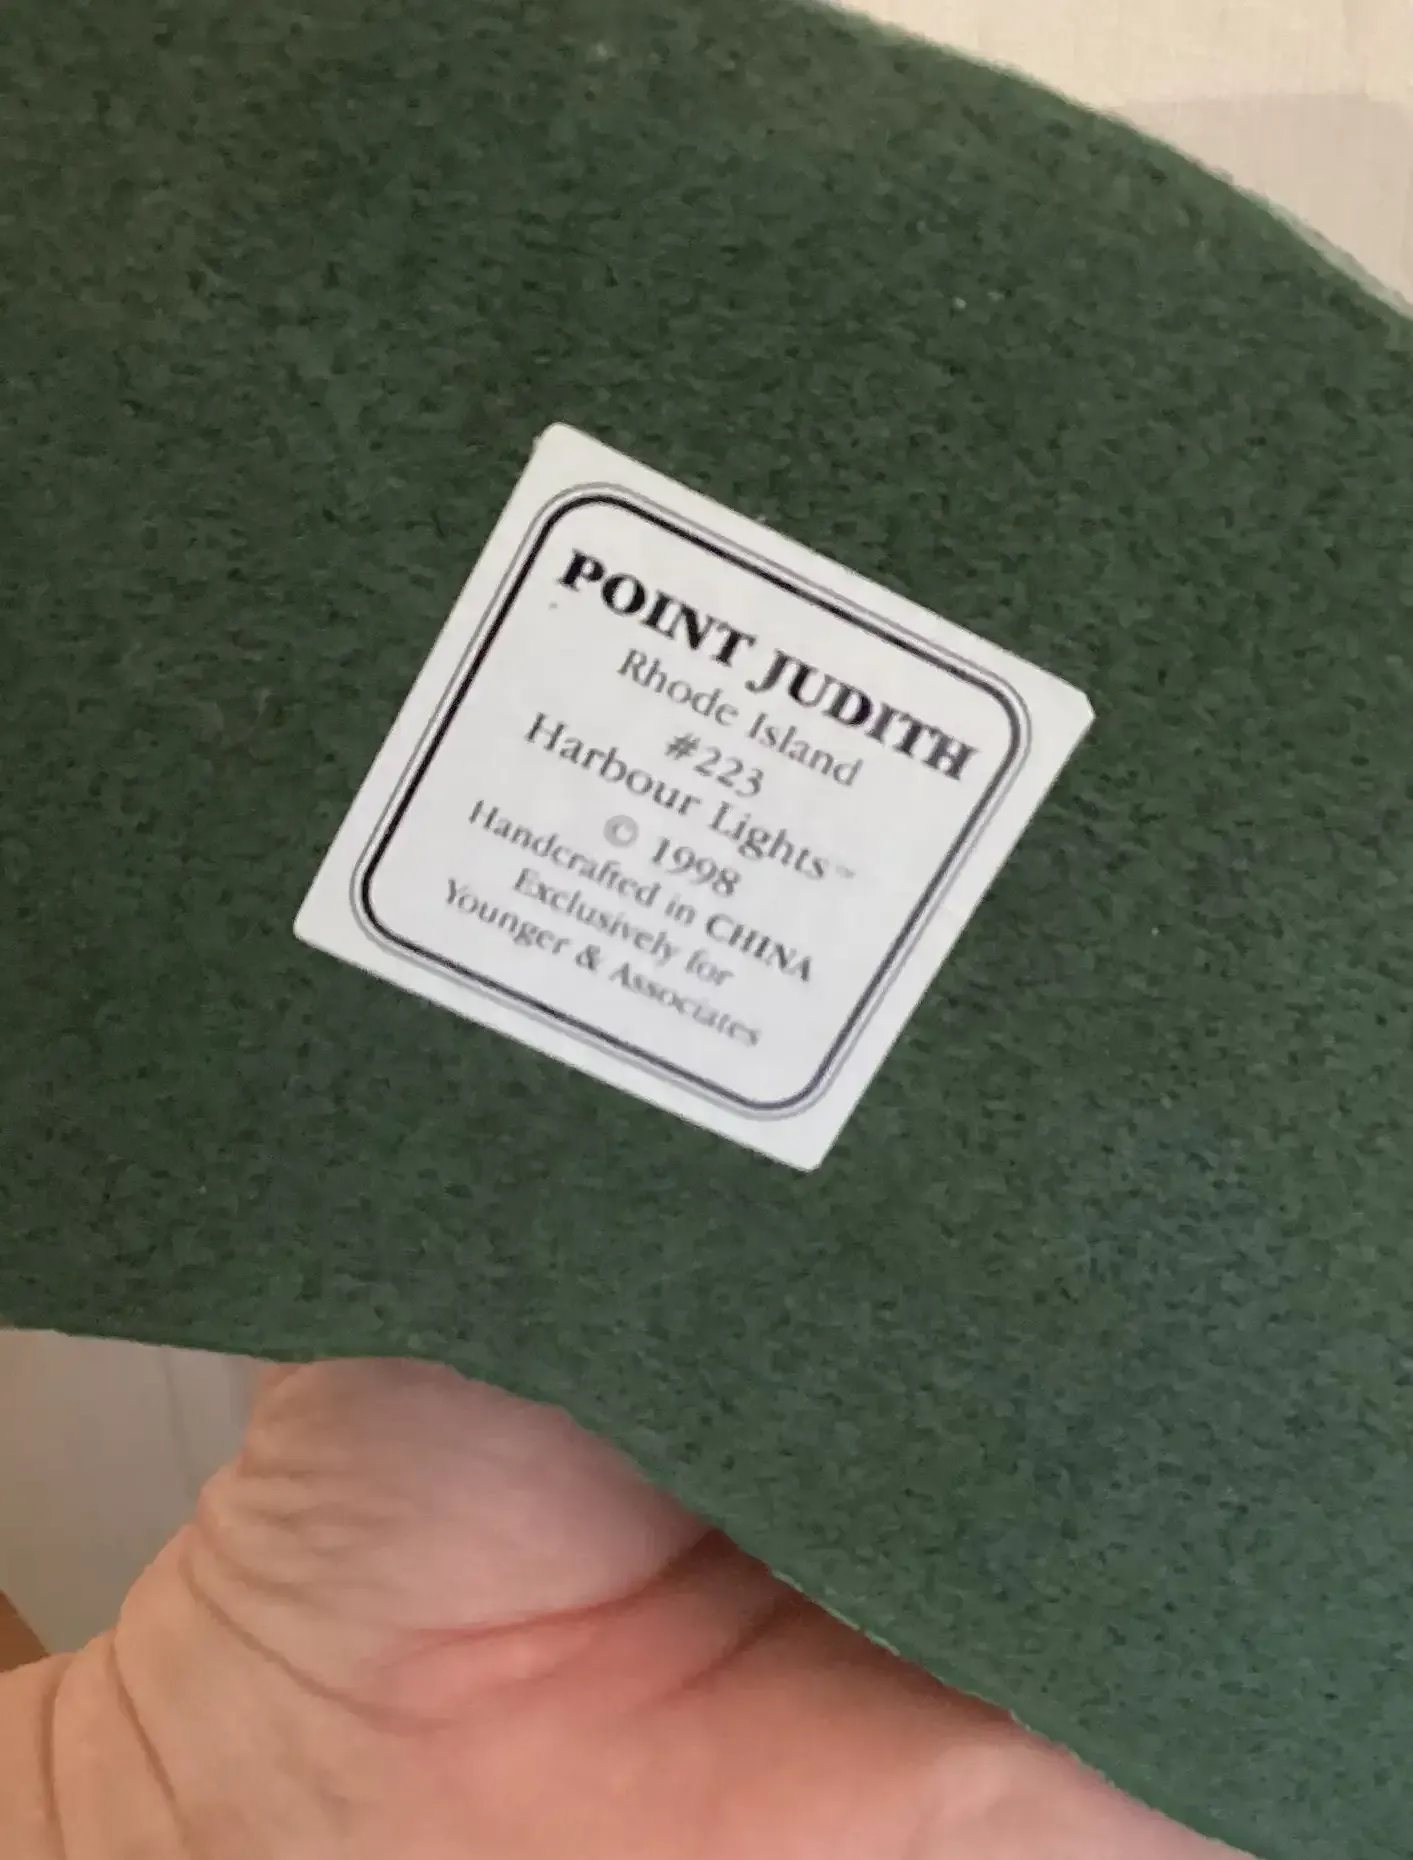 POINT JUDITH
Rhode Island
#223
Harbour Lights™
© 1998
Handcrafted in CHINA
Exclusively for
Younger & Associates